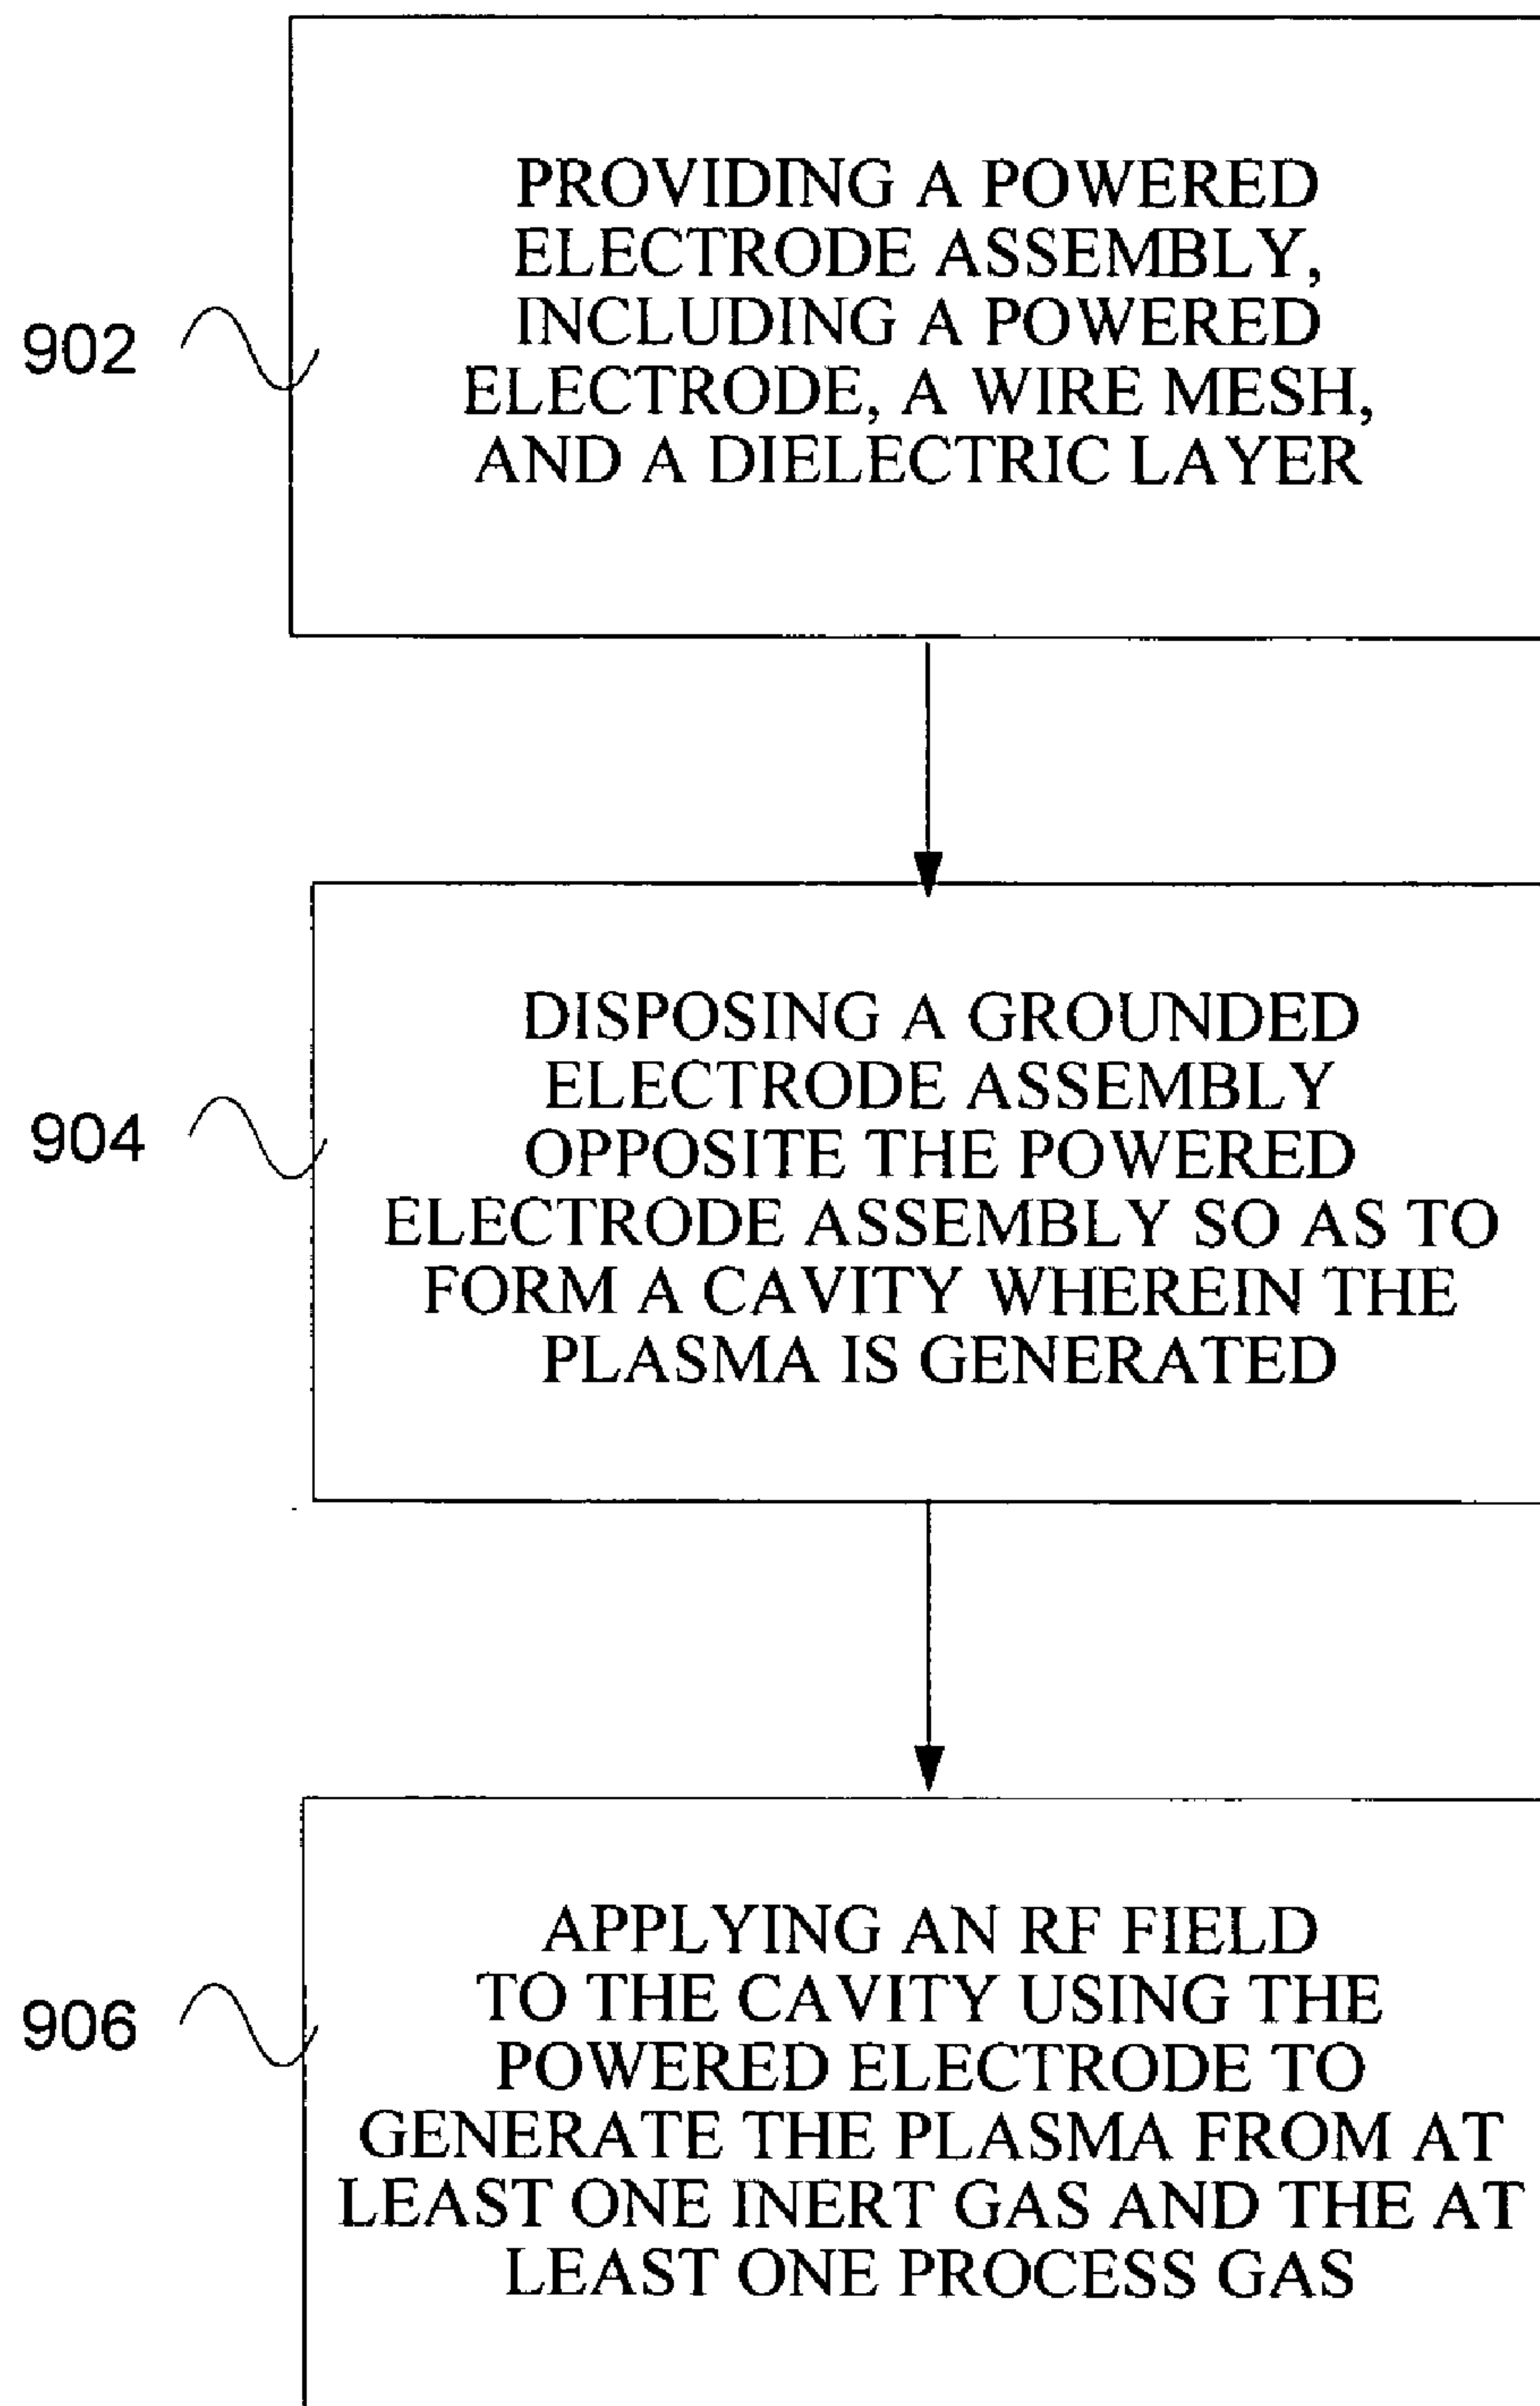 PROVIDING A POWERED
ELECTRODE ASSEMBLY,
INCLUDING A POWERED
902
ELECTRODE, A WIRE MESH,
AND A DIELECTRIC LAYER
DISPOSING A GROUNDED
ELECTRODE ASSEMBLY
904
OPPOSITE THE POWERED
ELECTRODE ASSEMBLY SO AS TO
FORM A CAVITY WHEREIN THE
PLASMA IS GENERATED
APPLYING AN RF FIELD
TO THE CAVITY USING THE
906
POWERED ELECTRODE TO
GENERATE THE PLASMA FROM AT
LEAST ONE INERT GAS AND THE AT
LEAST ONE PROCESS GAS